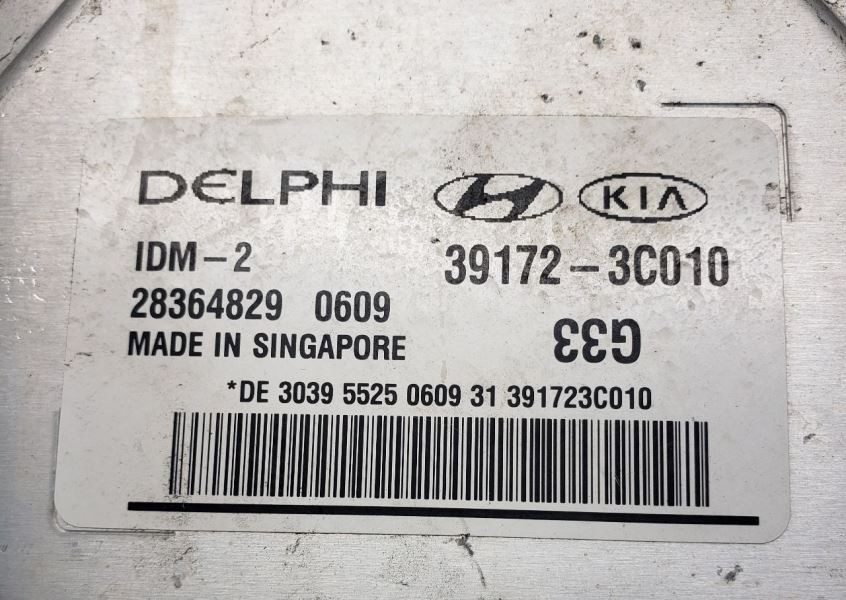 DELPHI H KIA
IDM-2 39172-3C010
28364829 0609
MADE IN SINGAPORE G33
*DE 3039 5525 0609 31 391723C010